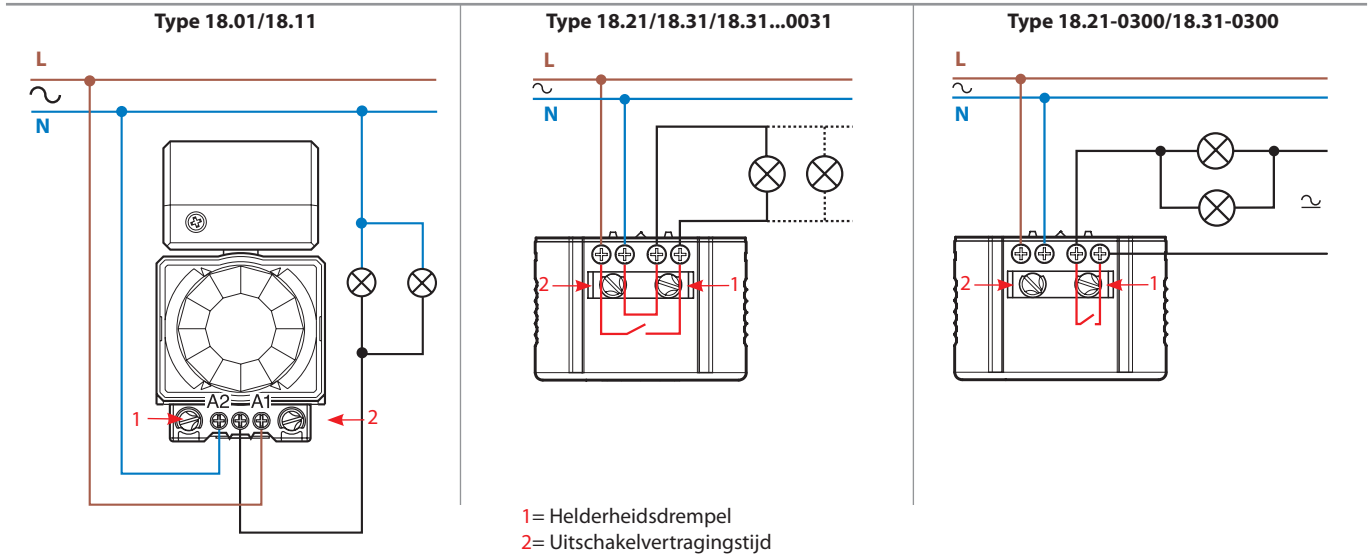 Type 18.01/18.11
L
N
A2 A1
1
2
Type 18.21/18.31/18.31...0031
L
N
2
1
Type 18.21-0300/18.31-0300
L
N
2
1
1= Helderheidsdrempel
2= Uitschakelvertragingstijd